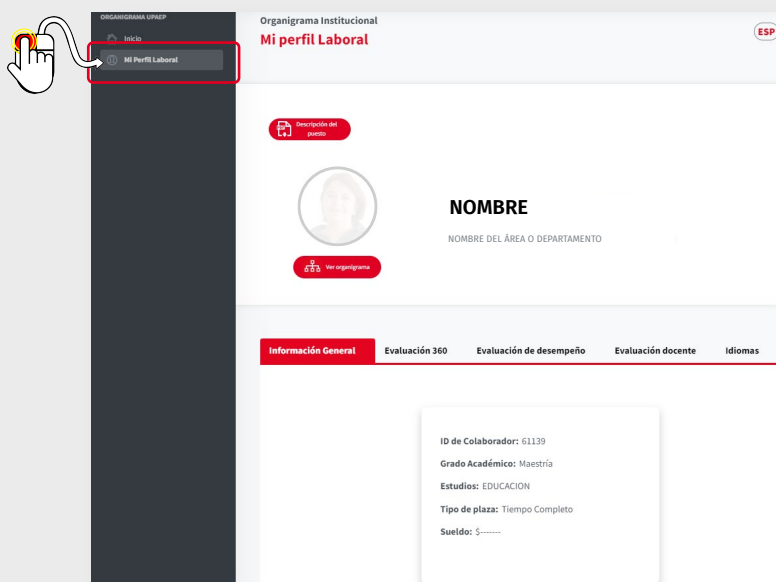 ORGANIGRAMA UPAEP
Inicio
Mi Perfil Laboral
Organigrama Institucional
Mi perfil Laboral
ESP
Descripción del
puesto
NOMBRE
NOMBRE DEL ÁREA O DEPARTAMENTO
Ver organigrama
Información General Evaluación 360 Evaluación de desempeño Evaluación docente Idiomas
ID de Colaborador: 61139
Grado Académico: Maestría
Estudios: EDUCACION
Tipo de plaza: Tiempo Completo
Sueldo: $-------